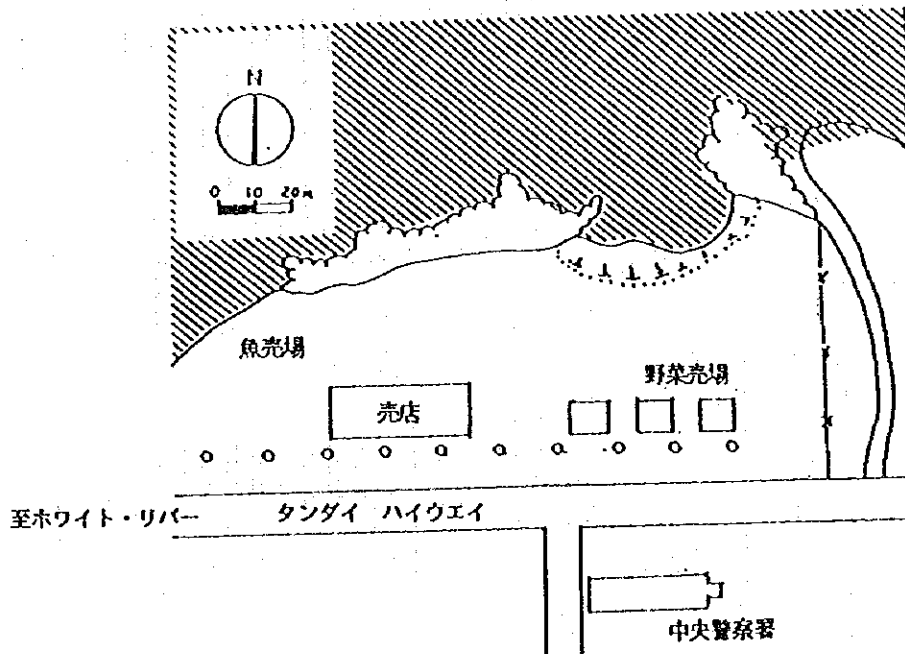 N
0 10 20m
魚売場
野菜売場
売店
至ホワイト・リバー
タンダイ ハイウエイ
中央警察署